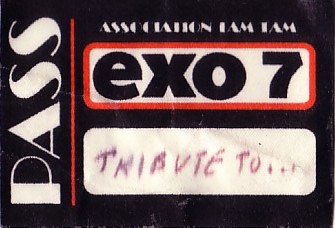 PASS
ASSOCIATION TAM TAM
exo 7
TRIBUTE TO...